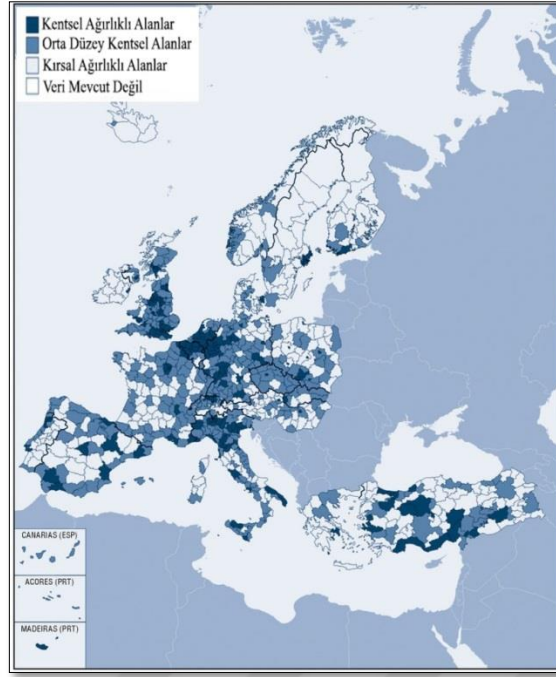 Kentsel Ağırlıklı Alanlar
Orta Düzey Kentsel Alanlar
Kırsal Ağırlıklı Alanlar
Veri Mevcut Değil
CANARIAS (ESP)
ACORES (PRT)
MADEIRAS (PRT)